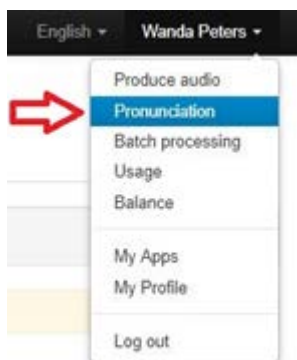 English Wanda Peters
Produce audio
Pronunciation
Batch processing
Usage
Balance
My Apps
My Profile
Log out